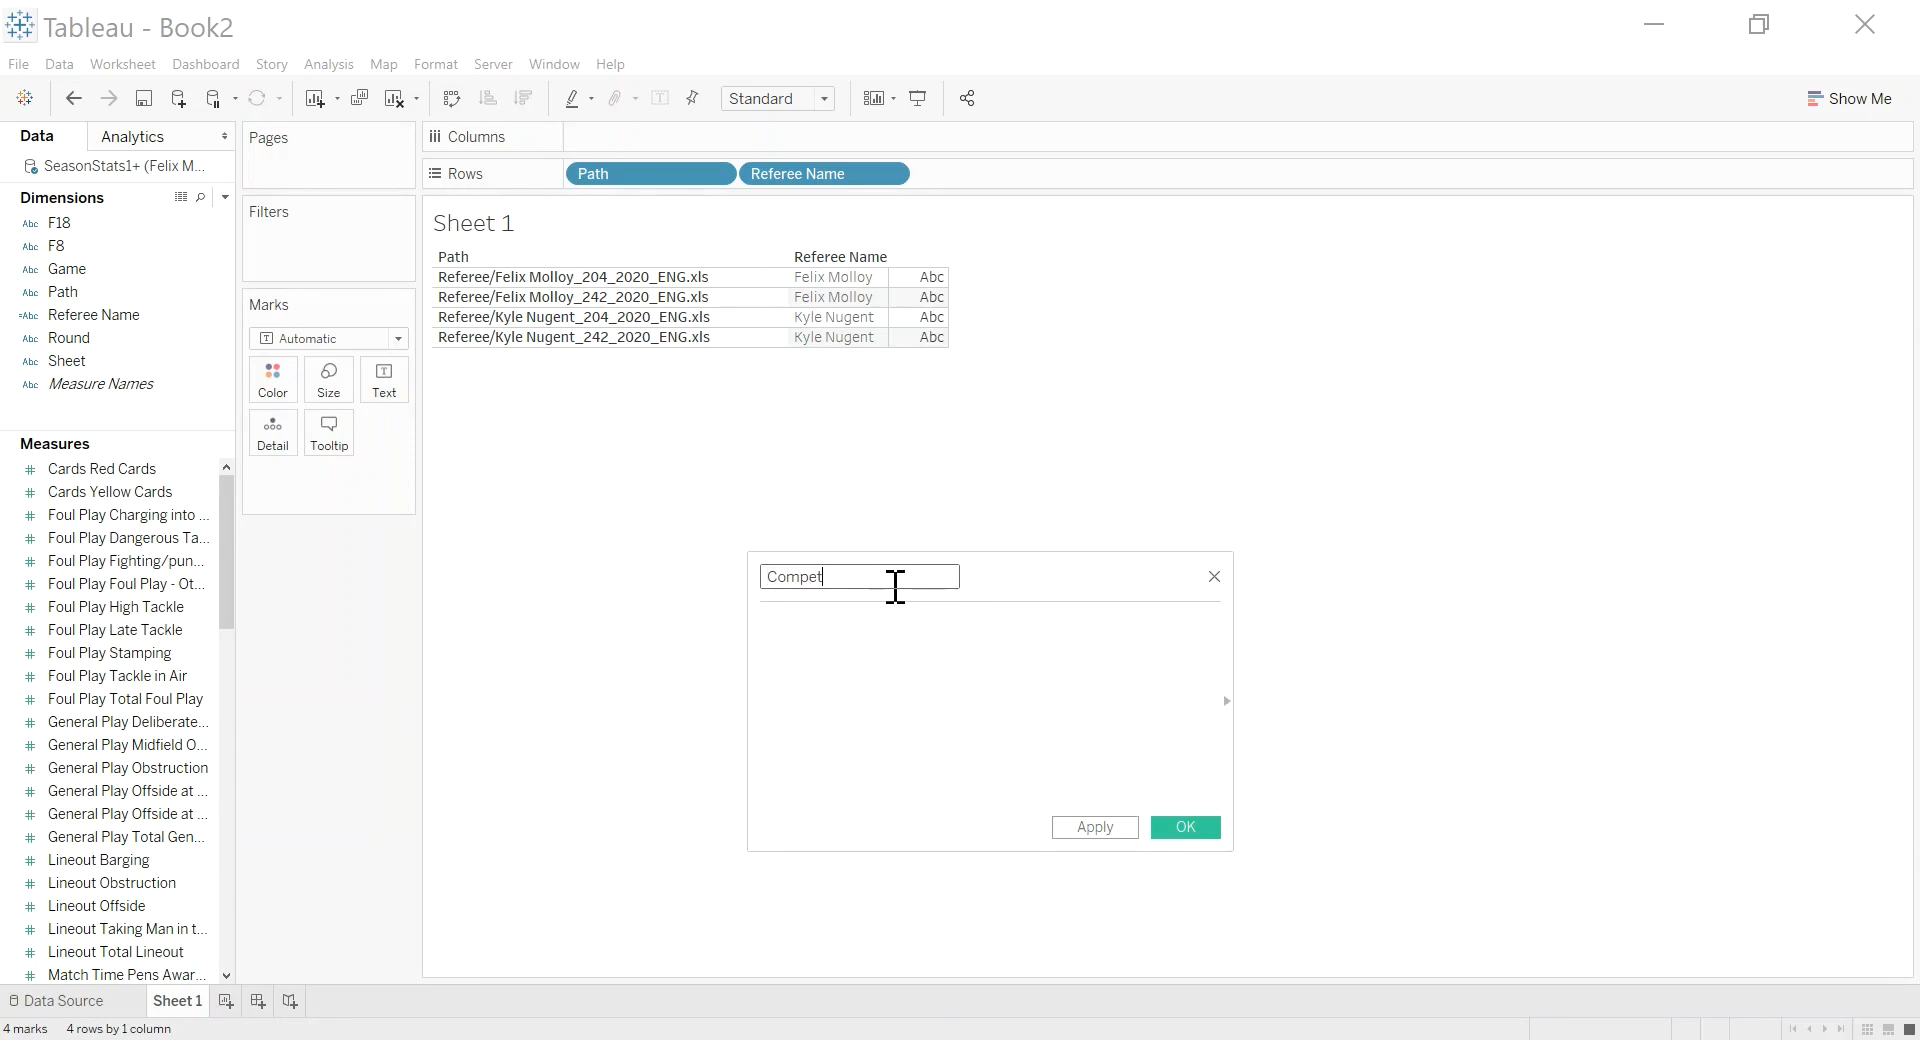 Tableau - Book2
File Data Worksheet Dashboard Story Analysis Map Format Server Window Help
Standard
Show Me
Data
Analytics
Pages
Columns
SeasonStats1+ (Felix M...
Rows
Path
Referee Name
Dimensions
Filters
Abc F18
Abc F8
Abc Game
Abc Path
=Abc Referee Name
Abc Round
Abc Sheet
Abc Measure Names
Marks
Automatic
Color
Size
Text
Detail
Tooltip
Sheet 1
Path Referee Name
Referee/Felix Molloy_204_2020_ENG.xls Felix Molloy Abc
Referee/Felix Molloy_242_2020_ENG.xls Felix Molloy Abc
Referee/Kyle Nugent_204_2020_ENG.xls Kyle Nugent Abc
Referee/Kyle Nugent_242_2020_ENG.xls Kyle Nugent Abc
Measures
# Cards Red Cards
# Cards Yellow Cards
# Foul Play Charging into ...
# Foul Play Dangerous Ta...
# Foul Play Fighting/pun...
# Foul Play Foul Play - Ot...
# Foul Play High Tackle
# Foul Play Late Tackle
# Foul Play Stamping
# Foul Play Tackle in Air
# Foul Play Total Foul Play
# General Play Deliberate...
# General Play Midfield O...
# General Play Obstruction
# General Play Offside at ...
# General Play Offside at ...
# General Play Total Gen...
# Lineout Barging
# Lineout Obstruction
# Lineout Offside
# Lineout Taking Man in t...
# Lineout Total Lineout
# Match Time Pens Awar...
Compet
Apply
OK
Data Source
Sheet 1
4 marks 4 rows by 1 column